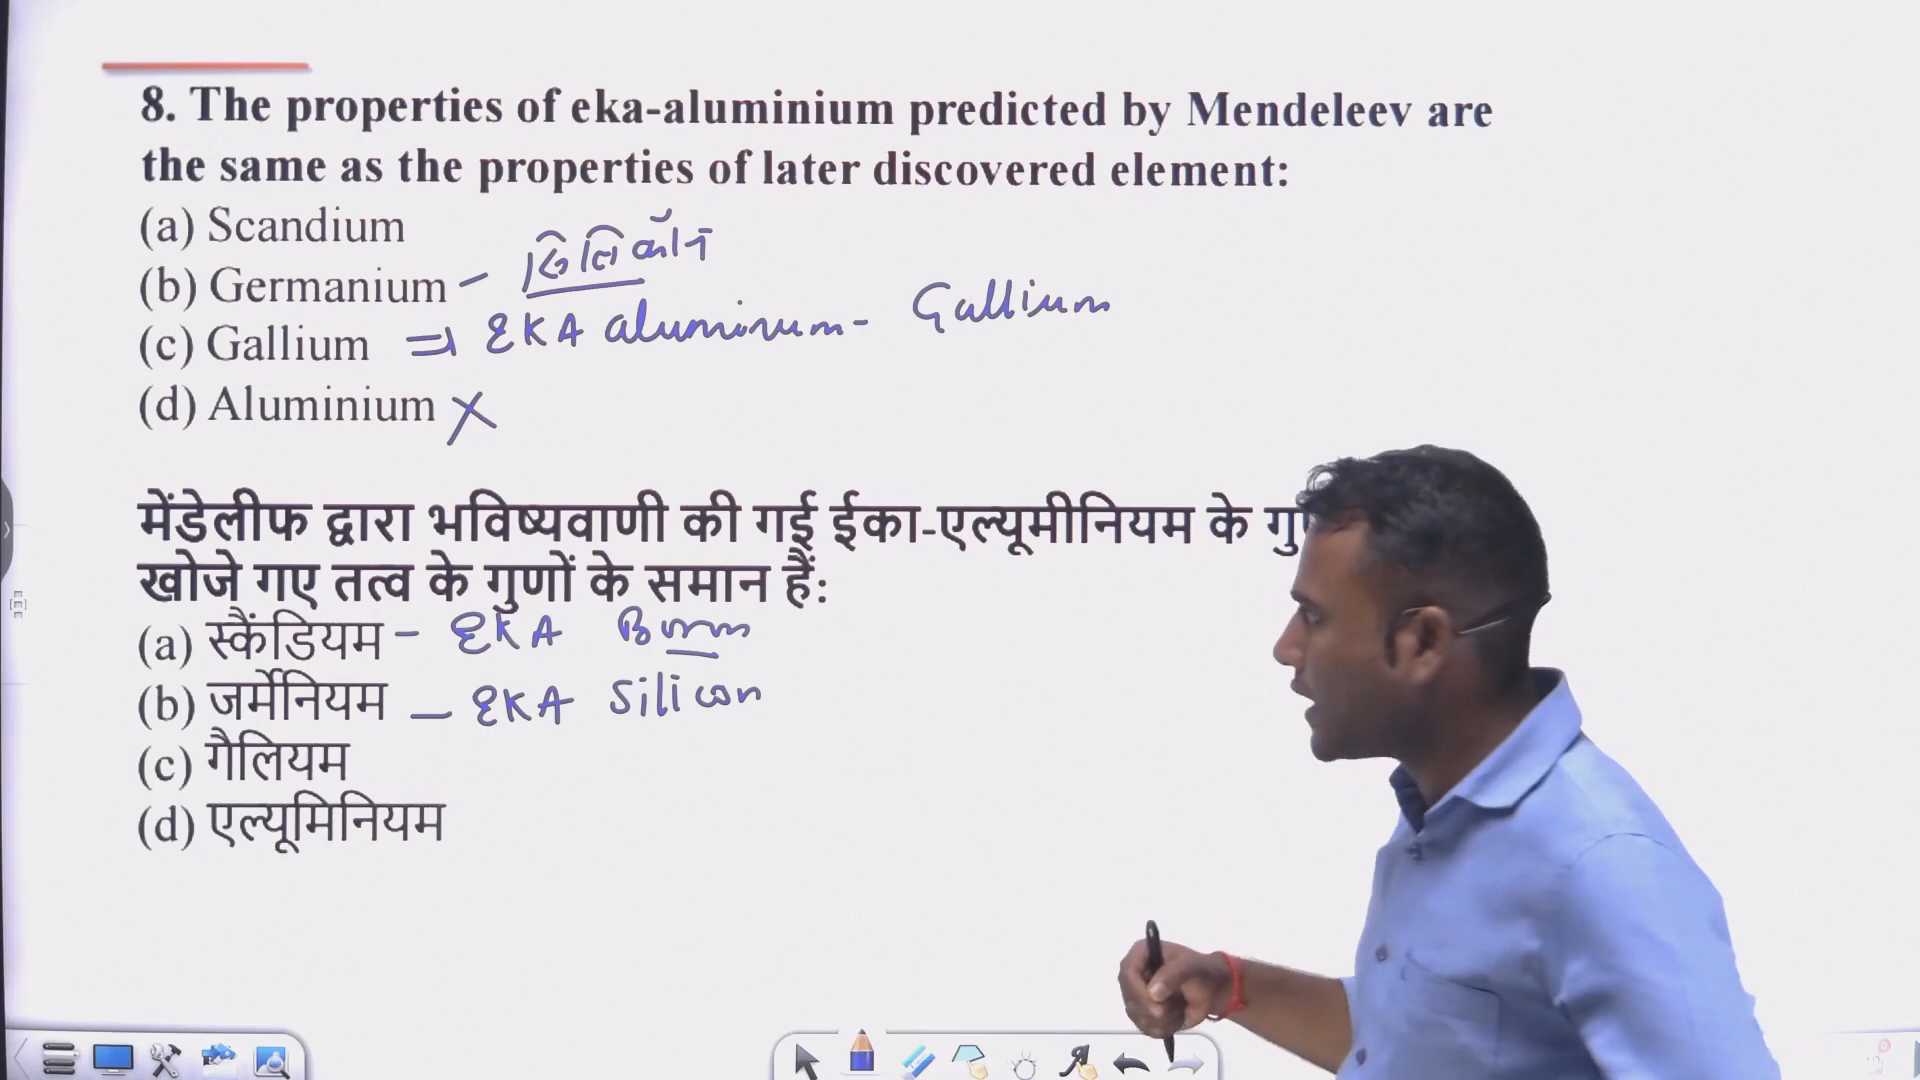 8. The properties of eka-aluminium predicted by Mendeleev are
the same as the properties of later discovered element:
(a) Scandium
(b) Germanium - सिलिकॉन
(c) Gallium ⇒ EKA aluminum - Gallium
(d) Aluminium X
मेंडेलीफ द्वारा भविष्यवाणी की गई ईका-एल्यूमीनियम के
खोजे गए तत्व के गुणों के समान हैं:
(a) स्कैंडियम - EKA Boron
(b) जर्मेनियम - EKA Silicon
(c) गैलियम
(d) एल्यूमिनियम